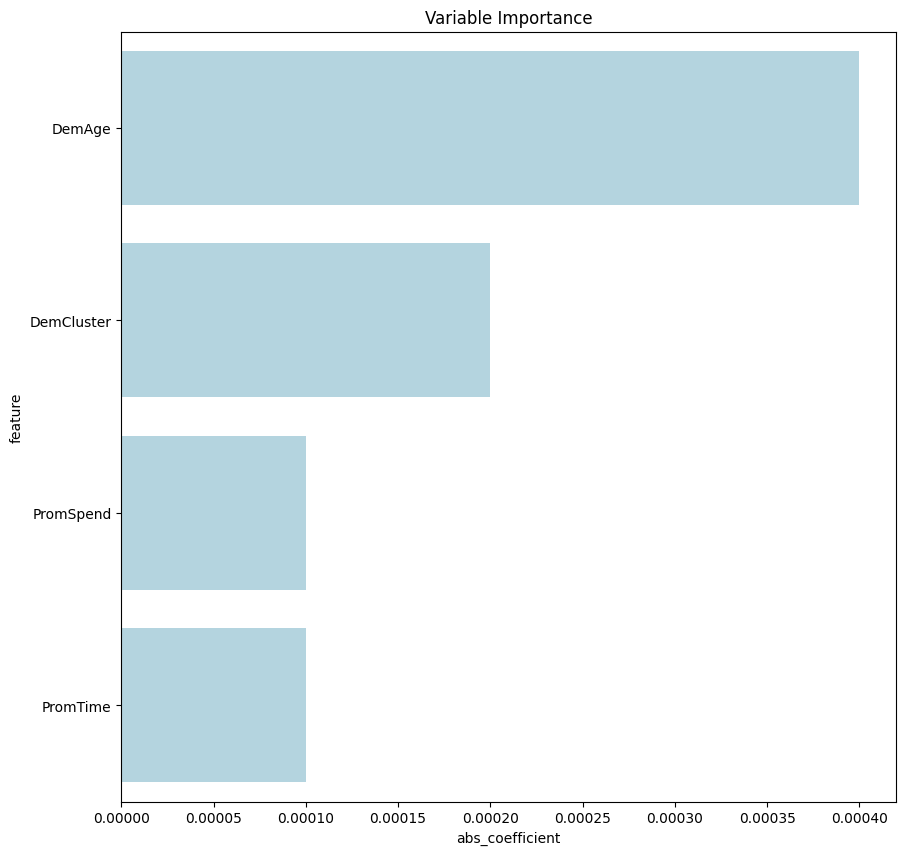 Variable Importance
DemAge
DemCluster
PromSpend
PromTime
feature
0.00000 0.00005 0.00010 0.00015 0.00020 0.00025 0.00030 0.00035 0.00040
abs_coefficient